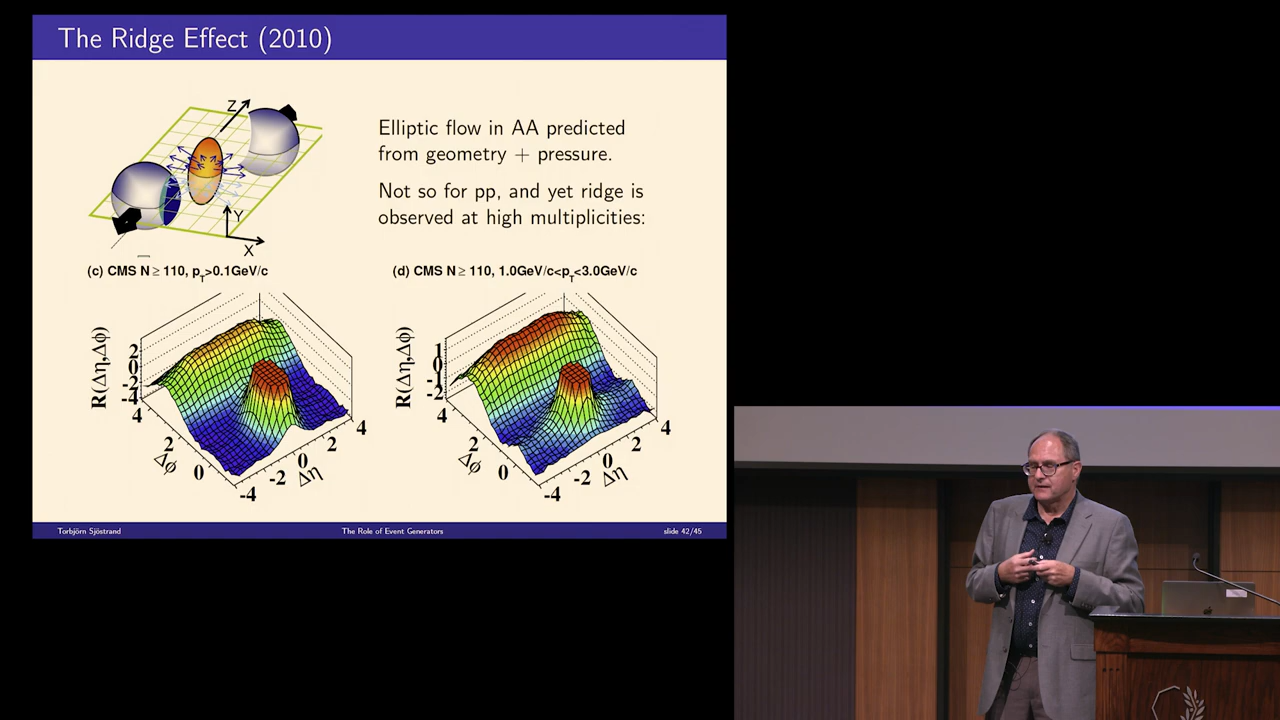 The Ridge Effect (2010)
Z
Y
X
Elliptic flow in AA predicted
from geometry + pressure.
Not so for pp, and yet ridge is
observed at high multiplicities:
(c) CMS N ≥ 110, pT>0.1GeV/c
R(Δη,Δϕ)
2
0
-2
-4
4
2
0
Δϕ
-4
-2
0
2
4
Δη
(d) CMS N ≥ 110, 1.0GeV/c<pT<3.0GeV/c
R(Δη,Δϕ)
1
0
-1
-2
4
2
0
Δϕ
-4
-2
0
2
4
Δη
Torbjörn Sjöstrand
The Role of Event Generators
slide 42/45